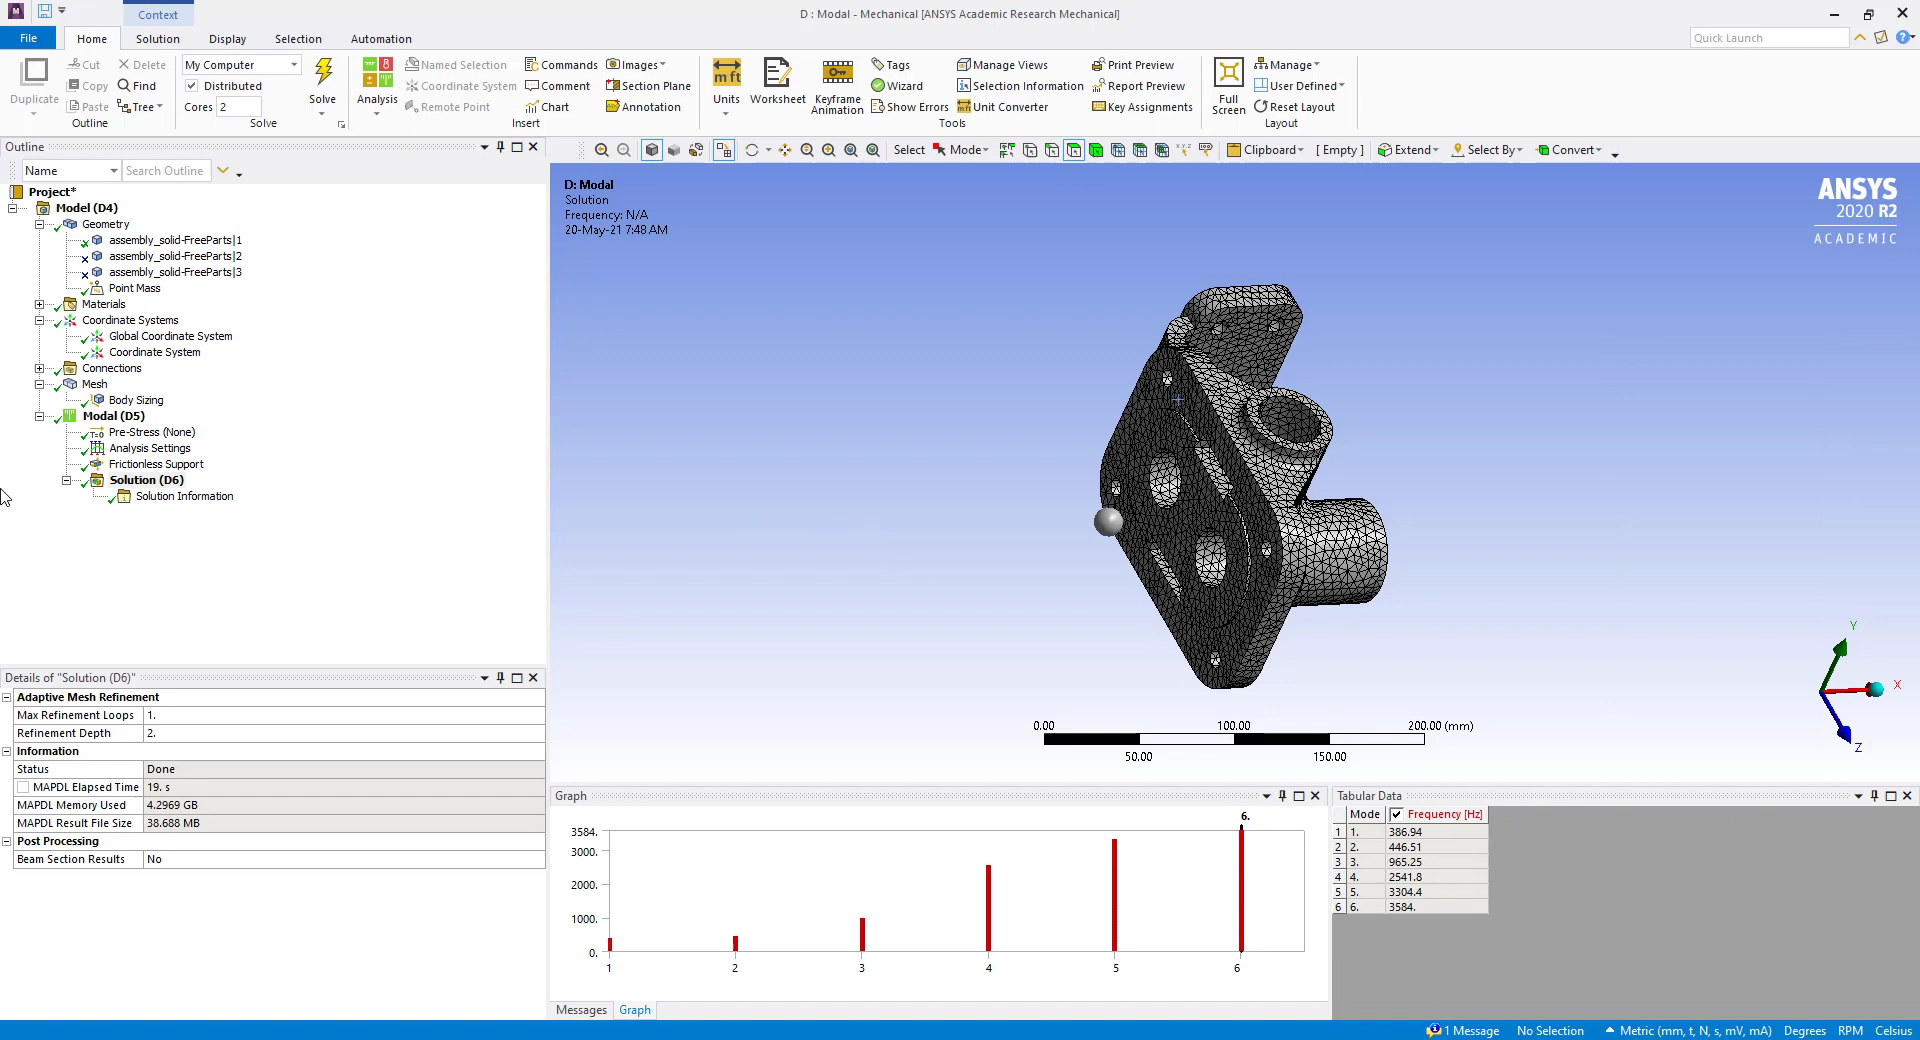 Context
D : Modal - Mechanical [ANSYS Academic Research Mechanical]
File Home Solution Display Selection Automation
Quick Launch
Duplicate
Cut
Copy
Paste
Delete
Find
Tree
Outline
My Computer
Distributed
Cores 2
Solve
Solve
Analysis
Named Selection
Coordinate System
Remote Point
Commands
Comment
Chart
Images
Section Plane
Annotation
Insert
Units
Worksheet
Keyframe
Animation
Tags
Wizard
Show Errors
Manage Views
Selection Information
Unit Converter
Print Preview
Report Preview
Key Assignments
Tools
Full
Screen
Manage
User Defined
Reset Layout
Layout
Outline
Name Search Outline
Select Mode Clipboard [ Empty ] Extend Select By Convert
Project*
Model (D4)
Geometry
assembly_solid-FreeParts|1
assembly_solid-FreeParts|2
assembly_solid-FreeParts|3
Point Mass
Materials
Coordinate Systems
Global Coordinate System
Coordinate System
Connections
Mesh
Body Sizing
Modal (D5)
Pre-Stress (None)
Analysis Settings
Frictionless Support
Solution (D6)
Solution Information
D: Modal
Solution
Frequency: N/A
20-May-21 7:48 AM
ANSYS
2020 R2
ACADEMIC
Y
X
Z
0.00 100.00 200.00 (mm)
50.00 150.00
Details of "Solution (D6)"
Adaptive Mesh Refinement
Max Refinement Loops 1.
Refinement Depth 2.
Information
Status Done
MAPDL Elapsed Time 19. s
MAPDL Memory Used 4.2969 GB
MAPDL Result File Size 38.688 MB
Post Processing
Beam Section Results No
Graph
6.
3584.
3000.
2000.
1000.
0.
1 2 3 4 5 6
Messages Graph
Tabular Data
Mode Frequency [Hz]
1 1. 386.94
2 2. 446.51
3 3. 965.25
4 4. 2541.8
5 5. 3304.4
6 6. 3584.
1 Message No Selection Metric (mm, t, N, s, mV, mA) Degrees RPM Celsius